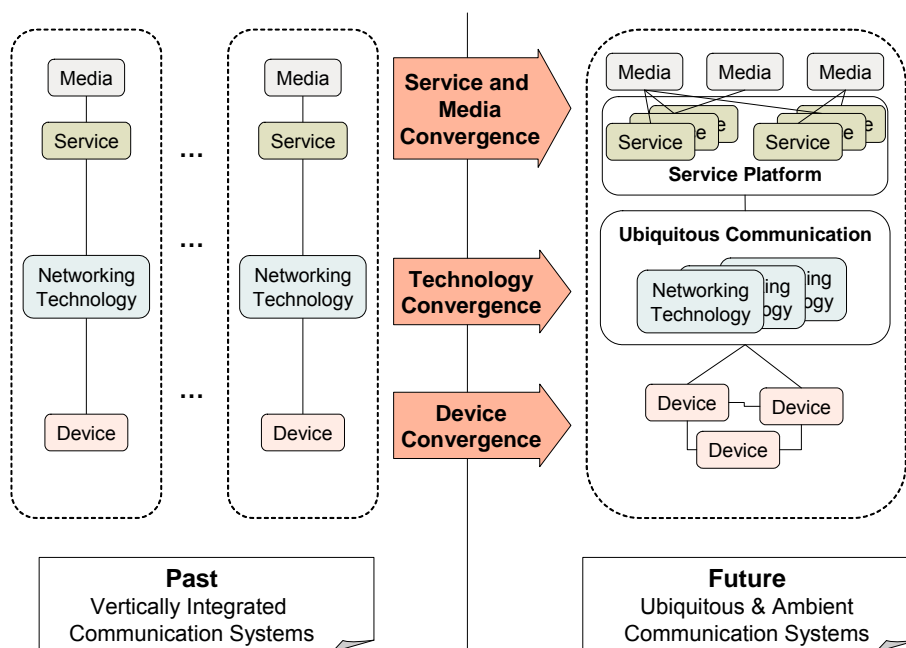 Media
Service
Networking
Technology
Device
...
...
...
Media
Service
Networking
Technology
Device
Service and
Media
Convergence
Technology
Convergence
Device
Convergence
Media
Media
Media
Service
Service
Service Platform
Ubiquitous Communication
Networking
Technology
Device
Device
Device
Past
Vertically Integrated
Communication Systems
Future
Ubiquitous & Ambient
Communication Systems